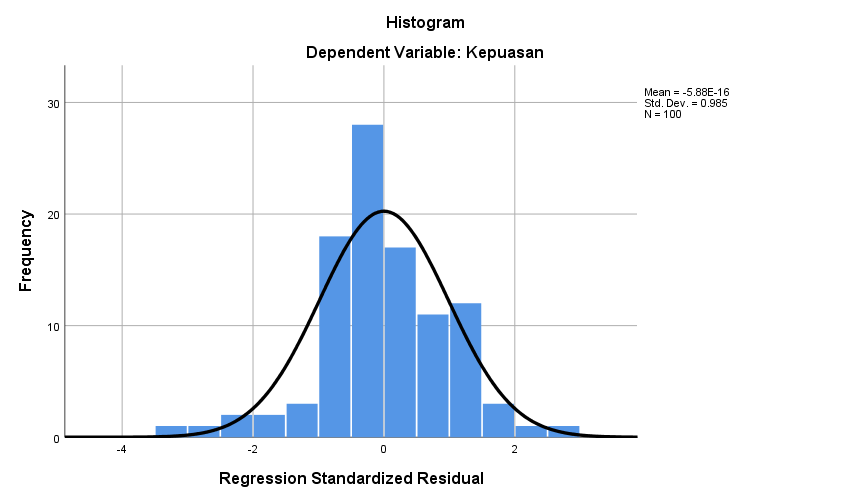 Histogram
Dependent Variable: Kepuasan
Mean = -5.88E-16
Std. Dev. = 0.985
N = 100
Frequency
30
20
10
0
-4 -2 0 2
Regression Standardized Residual